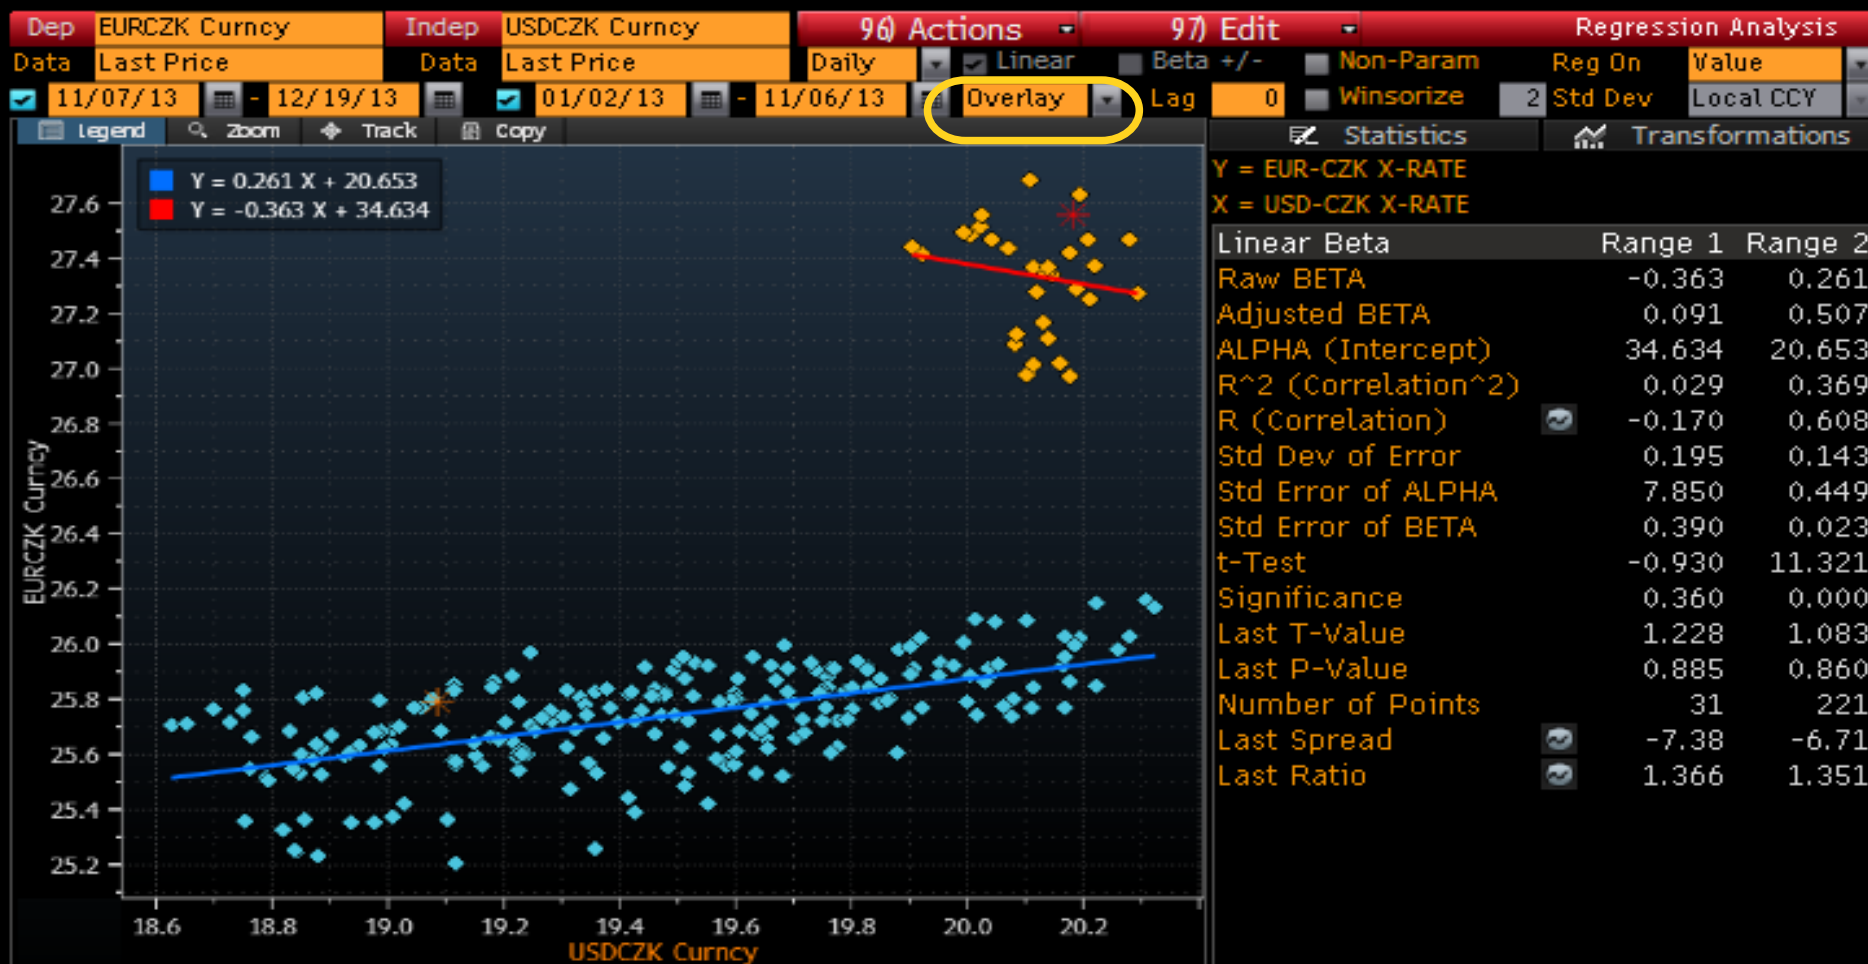 Dep EURCZK Curncy Indep USDCZK Curncy 96) Actions 97) Edit Regression Analysis
Data Last Price Data Last Price Daily Linear Beta +/- Non-Param Reg On Value
11/07/13 - 12/19/13 01/02/13 - 11/06/13 Overlay Lag 0 Winsorize 2 Std Dev Local CCY
Legend Zoom Track Copy Statistics Transformations
Y = 0.261 X + 20.653
Y = -0.363 X + 34.634
27.6
27.4
27.2
27.0
26.8
26.6
26.4
26.2
26.0
25.8
25.6
25.4
25.2
EURCZK Curncy
18.6 18.8 19.0 19.2 19.4 19.6 19.8 20.0 20.2
USDCZK Curncy
Y = EUR-CZK X-RATE
X = USD-CZK X-RATE
Linear Beta Range 1 Range 2
Raw BETA -0.363 0.261
Adjusted BETA 0.091 0.507
ALPHA (Intercept) 34.634 20.653
R^2 (Correlation^2) 0.029 0.369
R (Correlation) -0.170 0.608
Std Dev of Error 0.195 0.143
Std Error of ALPHA 7.850 0.449
Std Error of BETA 0.390 0.023
t-Test -0.930 11.321
Significance 0.360 0.000
Last T-Value 1.228 1.083
Last P-Value 0.885 0.860
Number of Points 31 221
Last Spread -7.38 -6.71
Last Ratio 1.366 1.351